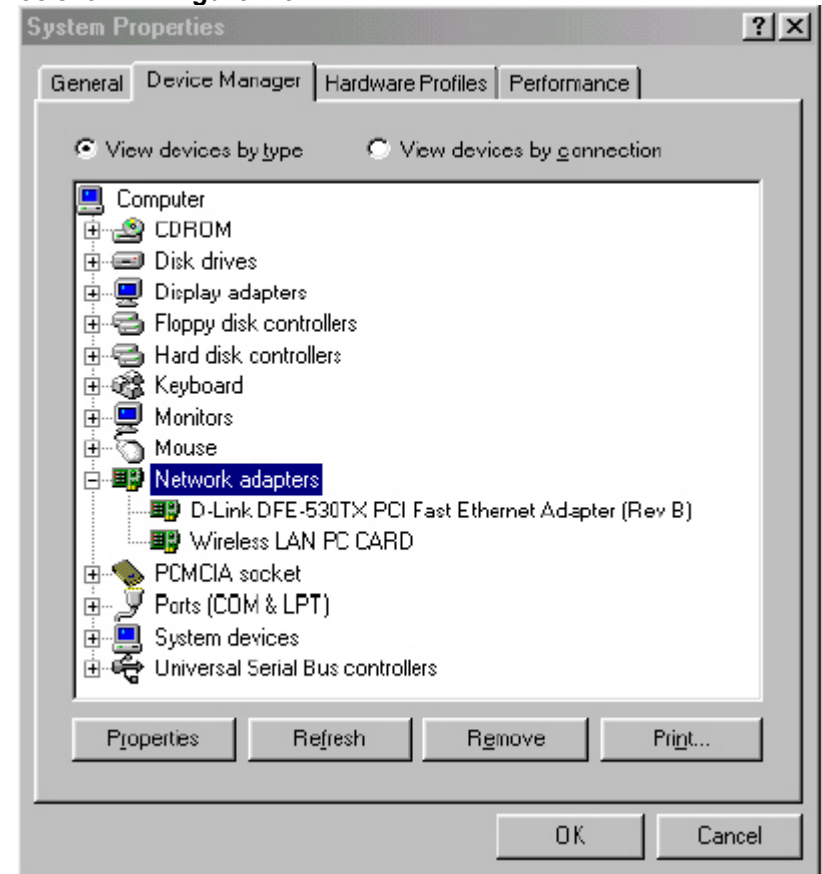 System Properties
? X
General Device Manager Hardware Profiles Performance
View devices by type View devices by connection
Computer
CDROM
Disk drives
Display adapters
Floppy disk controllers
Hard disk controllers
Keyboard
Monitors
Mouse
Network adapters
D-Link DFE-530TX PCI Fast Ethernet Adapter (Rev B)
Wireless LAN PC CARD
PCMCIA socket
Ports (COM & LPT)
System devices
Universal Serial Bus controllers
Properties Refresh Remove Print...
OK Cancel